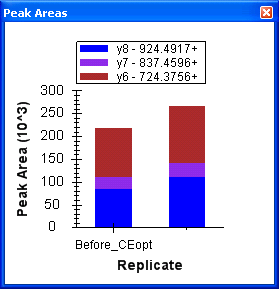 Peak Areas
y8 - 924.4917+
y7 - 837.4596+
y6 - 724.3756+
Peak Area (10^3)
300
250
200
150
100
50
0
Before_CEopt
Replicate